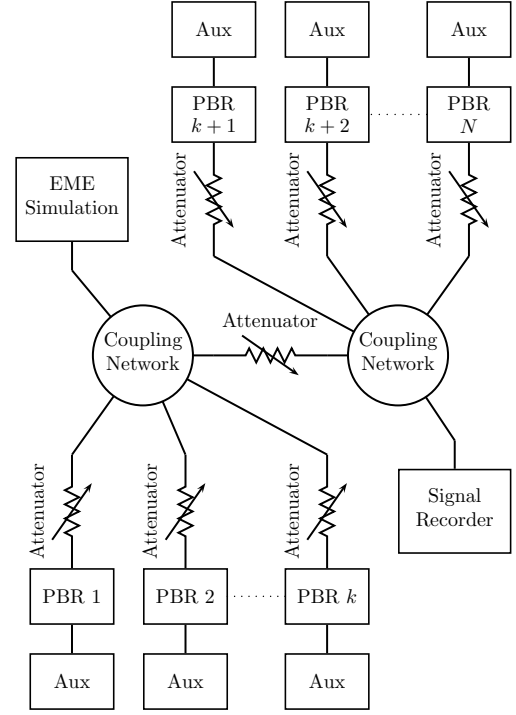 Aux
Aux
Aux
PBR
k + 1
PBR
k + 2
PBR
N
Attenuator
Attenuator
Attenuator
EME
Simulation
Attenuator
Coupling
Network
Coupling
Network
Attenuator
Attenuator
Attenuator
Signal
Recorder
PBR 1
PBR 2
PBR k
Aux
Aux
Aux